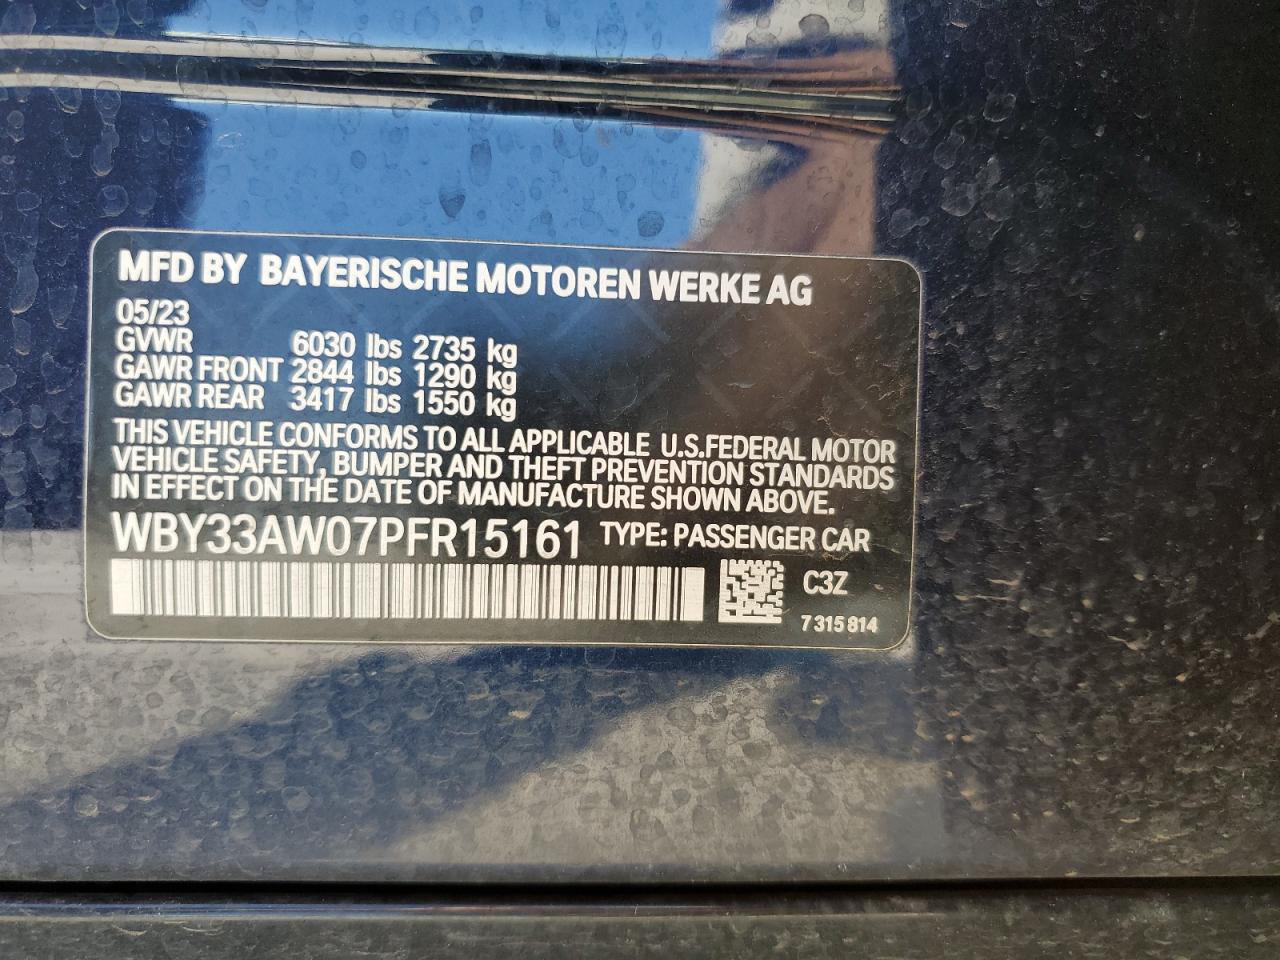 MFD BY BAYERISCHE MOTOREN WERKE AG
05/23
GVWR 6030 lbs 2735 kg
GAWR FRONT 2844 lbs 1290 kg
GAWR REAR 3417 lbs 1550 kg
THIS VEHICLE CONFORMS TO ALL APPLICABLE U.S.FEDERAL MOTOR
VEHICLE SAFETY, BUMPER AND THEFT PREVENTION STANDARDS
IN EFFECT ON THE DATE OF MANUFACTURE SHOWN ABOVE.
WBY33AW07PFR15161 TYPE: PASSENGER CAR
C3Z
7 315 814